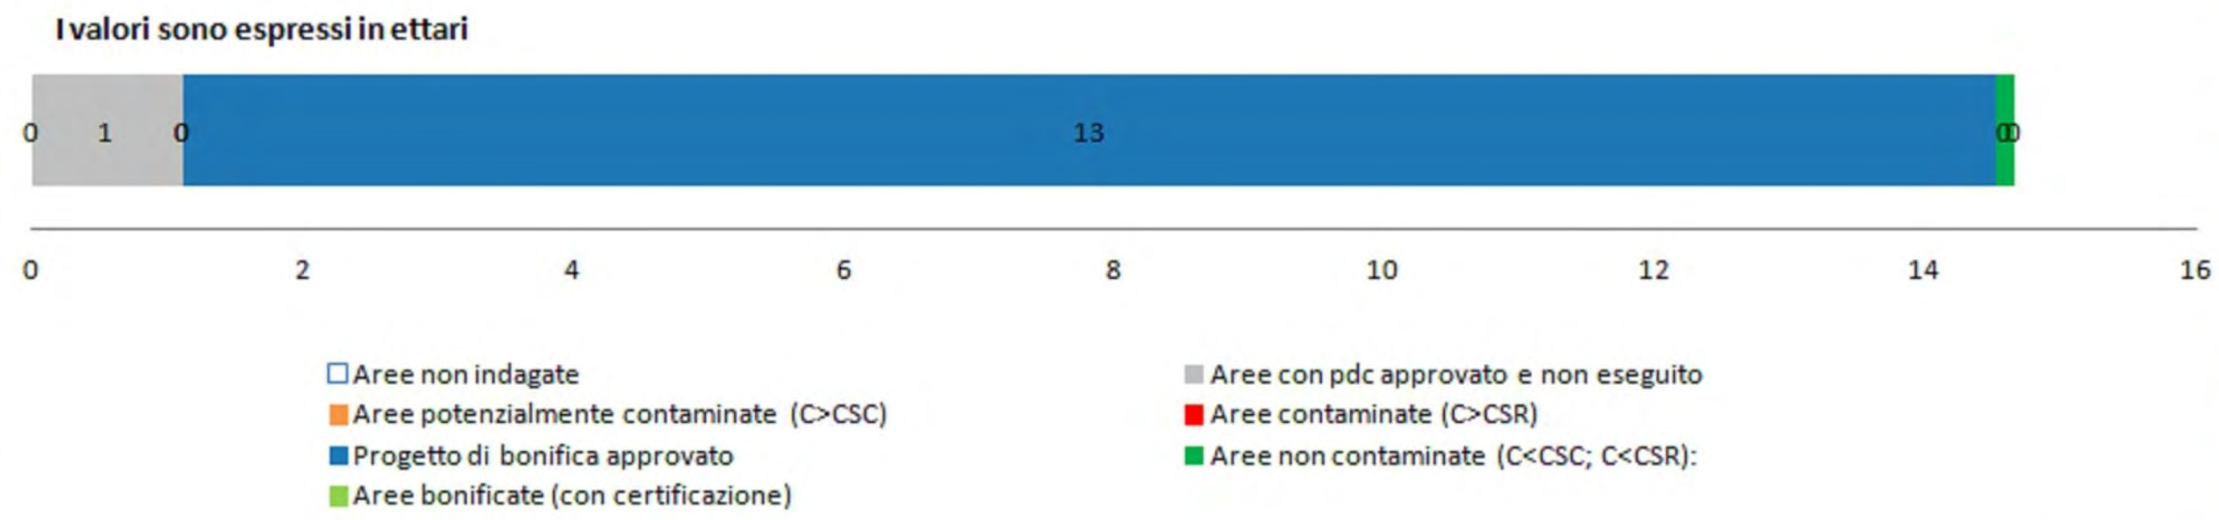 I valori sono espressi in ettari
0 1 0 13 0 0
0 2 4 6 8 10 12 14 16
Aree non indagate Aree con pdc approvato e non eseguito
Aree potenzialmente contaminate (C>CSC) Aree contaminate (C>CSR)
Progetto di bonifica approvato Aree non contaminate (C<CSC; C<CSR):
Aree bonificate (con certificazione)